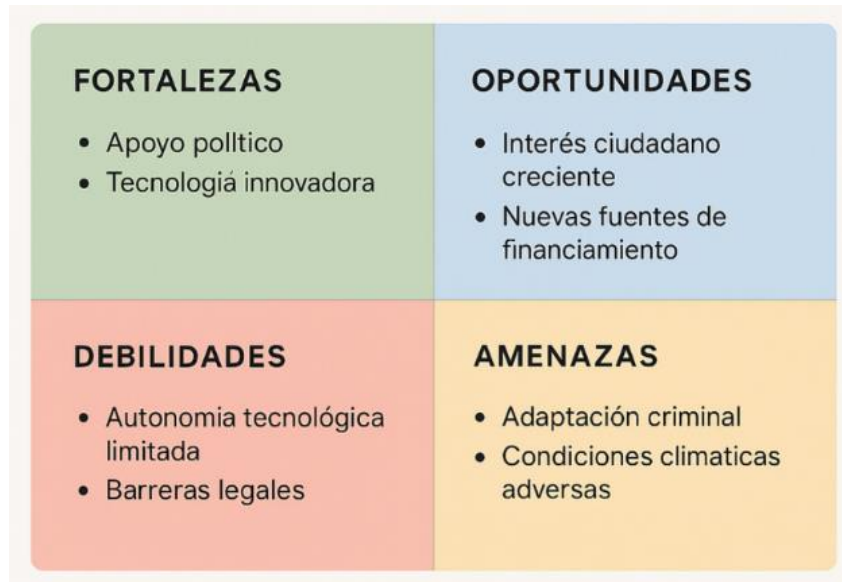 FORTALEZAS
• Apoyo polltico
• Tecnologiá innovadora
OPORTUNIDADES
• Interés ciudadano
creciente
• Nuevas fuentes de
financiamiento
DEBILIDADES
• Autonomia tecnológica
limitada
• Barreras legales
AMENAZAS
• Adaptación criminal
• Condiciones climaticas
adversas